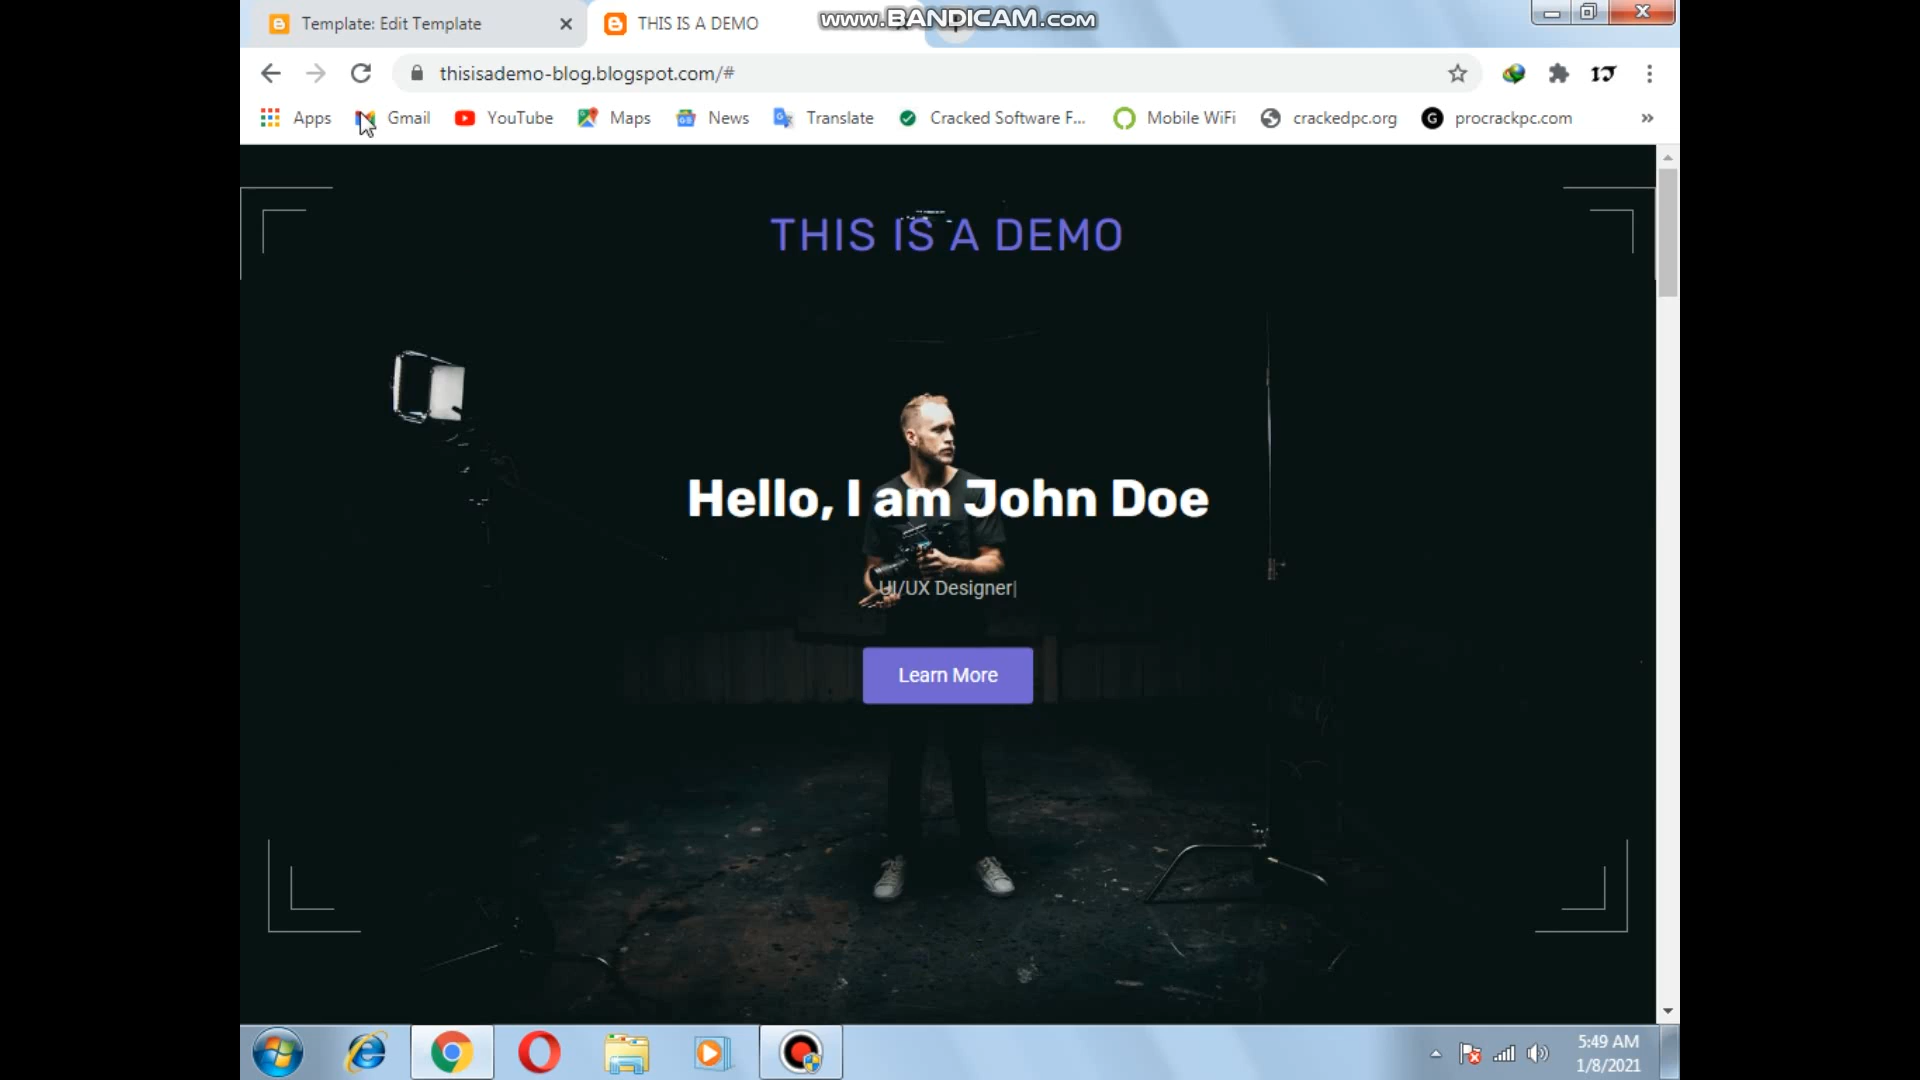 Template: Edit Template
THIS IS A DEMO
www.BANDICAM.com
thisisademo-blog.blogspot.com/#
Apps
Gmail
YouTube
Maps
News
Translate
Cracked Software F...
Mobile WiFi
crackedpc.org
procrackpc.com
THIS IS A DEMO
Hello, I am John Doe
UI/UX Designer|
Learn More
5:49 AM
1/8/2021